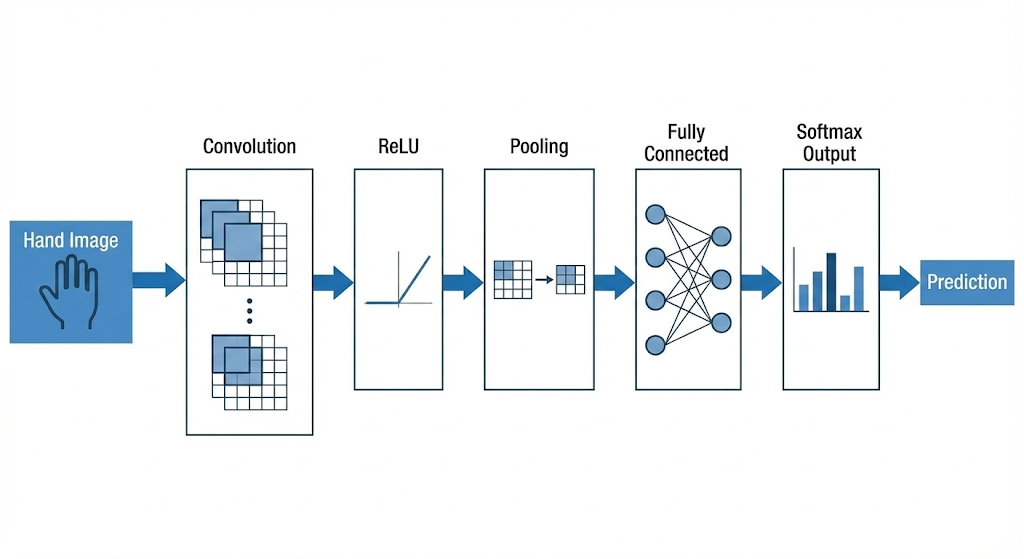 Hand Image
Convolution
ReLU
Pooling
Fully
Connected
Softmax
Output
Prediction